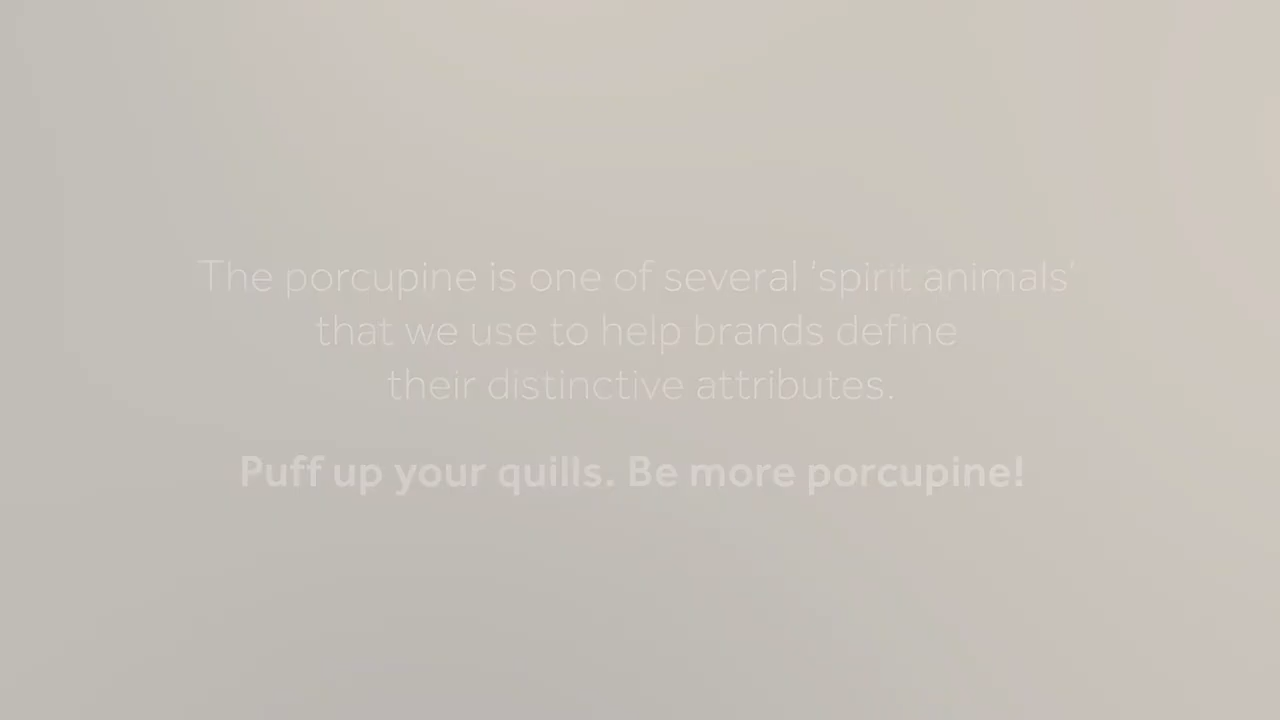 The porcupine is one of several 'spirit animals'
that we use to help brands define
their distinctive attributes.
Puff up your quills. Be more porcupine!